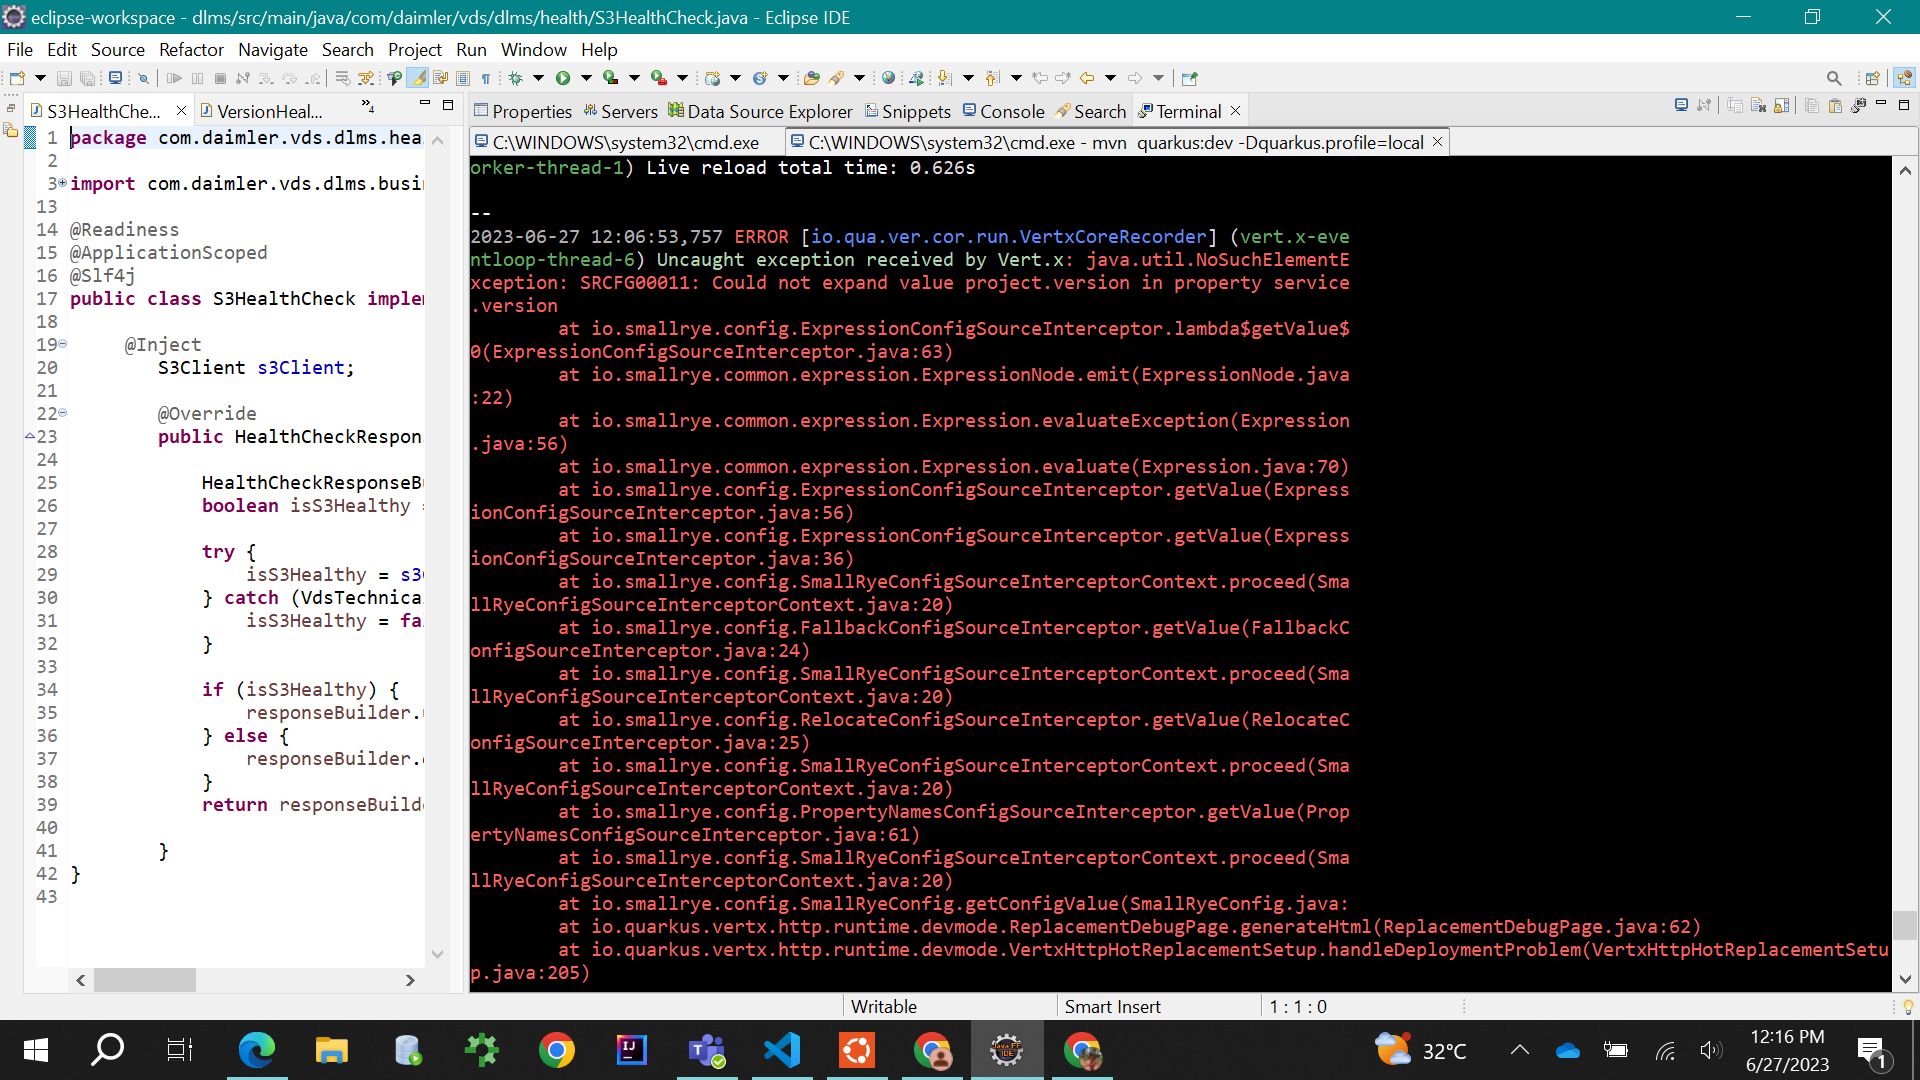 eclipse-workspace - dlms/src/main/java/com/daimler/vds/dlms/health/S3HealthCheck.java - Eclipse IDE
File Edit Source Refactor Navigate Search Project Run Window Help
S3HealthChe... VersionHeal... »4
Properties Servers Data Source Explorer Snippets Console Search Terminal
C:\WINDOWS\system32\cmd.exe C:\WINDOWS\system32\cmd.exe - mvn quarkus:dev -Dquarkus.profile=local
1 package com.daimler.vds.dlms.hea
2
3 import com.daimler.vds.dlms.busi
13
14 @Readiness
15 @ApplicationScoped
16 @Slf4j
17 public class S3HealthCheck imple
18
19 @Inject
20 S3Client s3Client;
21
22 @Override
23 public HealthCheckRespon
24
25 HealthCheckResponseB
26 boolean isS3Healthy =
27
28 try {
29 isS3Healthy = s3
30 } catch (VdsTechnica
31 isS3Healthy = fa
32 }
33
34 if (isS3Healthy) {
35 responseBuilder.
36 } else {
37 responseBuilder.
38 }
39 return responseBuild
40
41 }
42 }
43
orker-thread-1) Live reload total time: 0.626s
--
2023-06-27 12:06:53,757 ERROR [io.qua.ver.cor.run.VertxCoreRecorder] (vert.x-eve
ntloop-thread-6) Uncaught exception received by Vert.x: java.util.NoSuchElementE
xception: SRCFG00011: Could not expand value project.version in property service
.version
at io.smallrye.config.ExpressionConfigSourceInterceptor.lambda$getValue$
0(ExpressionConfigSourceInterceptor.java:63)
at io.smallrye.common.expression.ExpressionNode.emit(ExpressionNode.java
:22)
at io.smallrye.common.expression.Expression.evaluateException(Expression
.java:56)
at io.smallrye.common.expression.Expression.evaluate(Expression.java:70)
at io.smallrye.config.ExpressionConfigSourceInterceptor.getValue(Express
ionConfigSourceInterceptor.java:56)
at io.smallrye.config.ExpressionConfigSourceInterceptor.getValue(Express
ionConfigSourceInterceptor.java:36)
at io.smallrye.config.SmallRyeConfigSourceInterceptorContext.proceed(Sma
llRyeConfigSourceInterceptorContext.java:20)
at io.smallrye.config.FallbackConfigSourceInterceptor.getValue(FallbackC
onfigSourceInterceptor.java:24)
at io.smallrye.config.SmallRyeConfigSourceInterceptorContext.proceed(Sma
llRyeConfigSourceInterceptorContext.java:20)
at io.smallrye.config.RelocateConfigSourceInterceptor.getValue(RelocateC
onfigSourceInterceptor.java:25)
at io.smallrye.config.SmallRyeConfigSourceInterceptorContext.proceed(Sma
llRyeConfigSourceInterceptorContext.java:20)
at io.smallrye.config.PropertyNamesConfigSourceInterceptor.getValue(Prop
ertyNamesConfigSourceInterceptor.java:61)
at io.smallrye.config.SmallRyeConfigSourceInterceptorContext.proceed(Sma
llRyeConfigSourceInterceptorContext.java:20)
at io.smallrye.config.SmallRyeConfig.getConfigValue(SmallRyeConfig.java:
at io.quarkus.vertx.http.runtime.devmode.ReplacementDebugPage.generateHtml(ReplacementDebugPage.java:62)
at io.quarkus.vertx.http.runtime.devmode.VertxHttpHotReplacementSetup.handleDeploymentProblem(VertxHttpHotReplacementSetu
p.java:205)
Writable Smart Insert 1 : 1 : 0
32°C 12:16 PM
6/27/2023
1